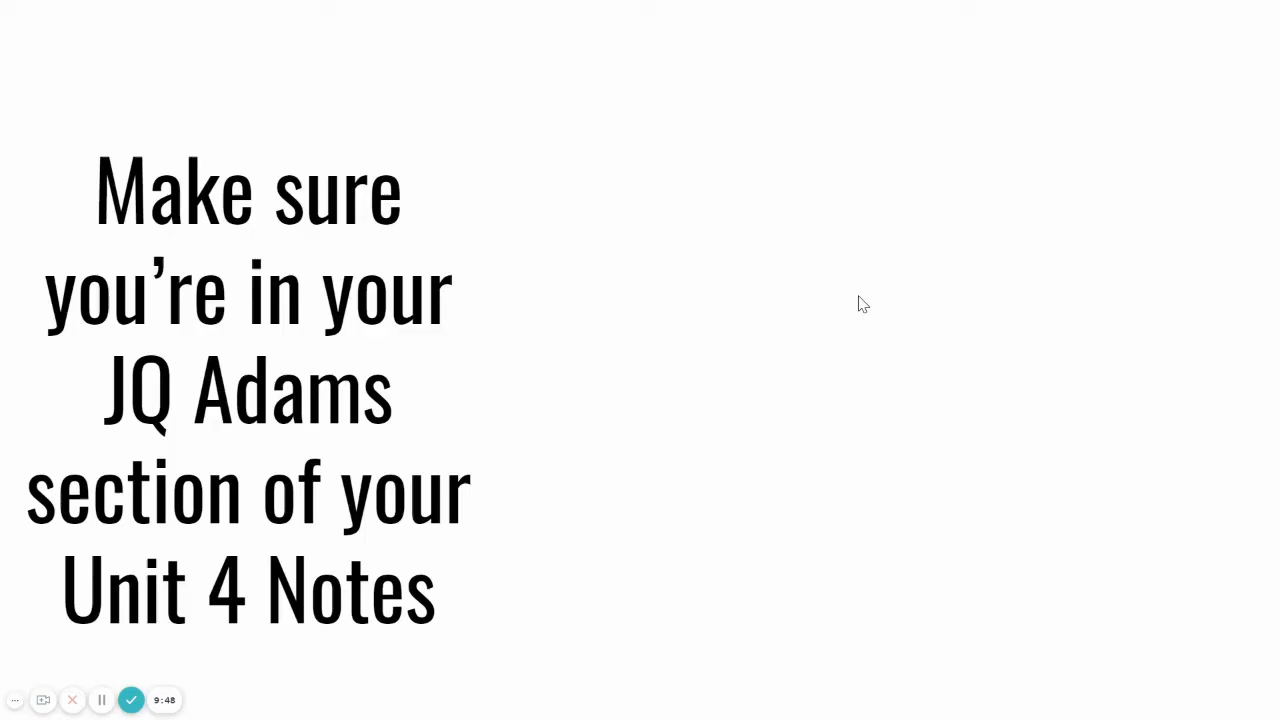 Make sure
you’re in your
JQ Adams
section of your
Unit 4 Notes
9:48